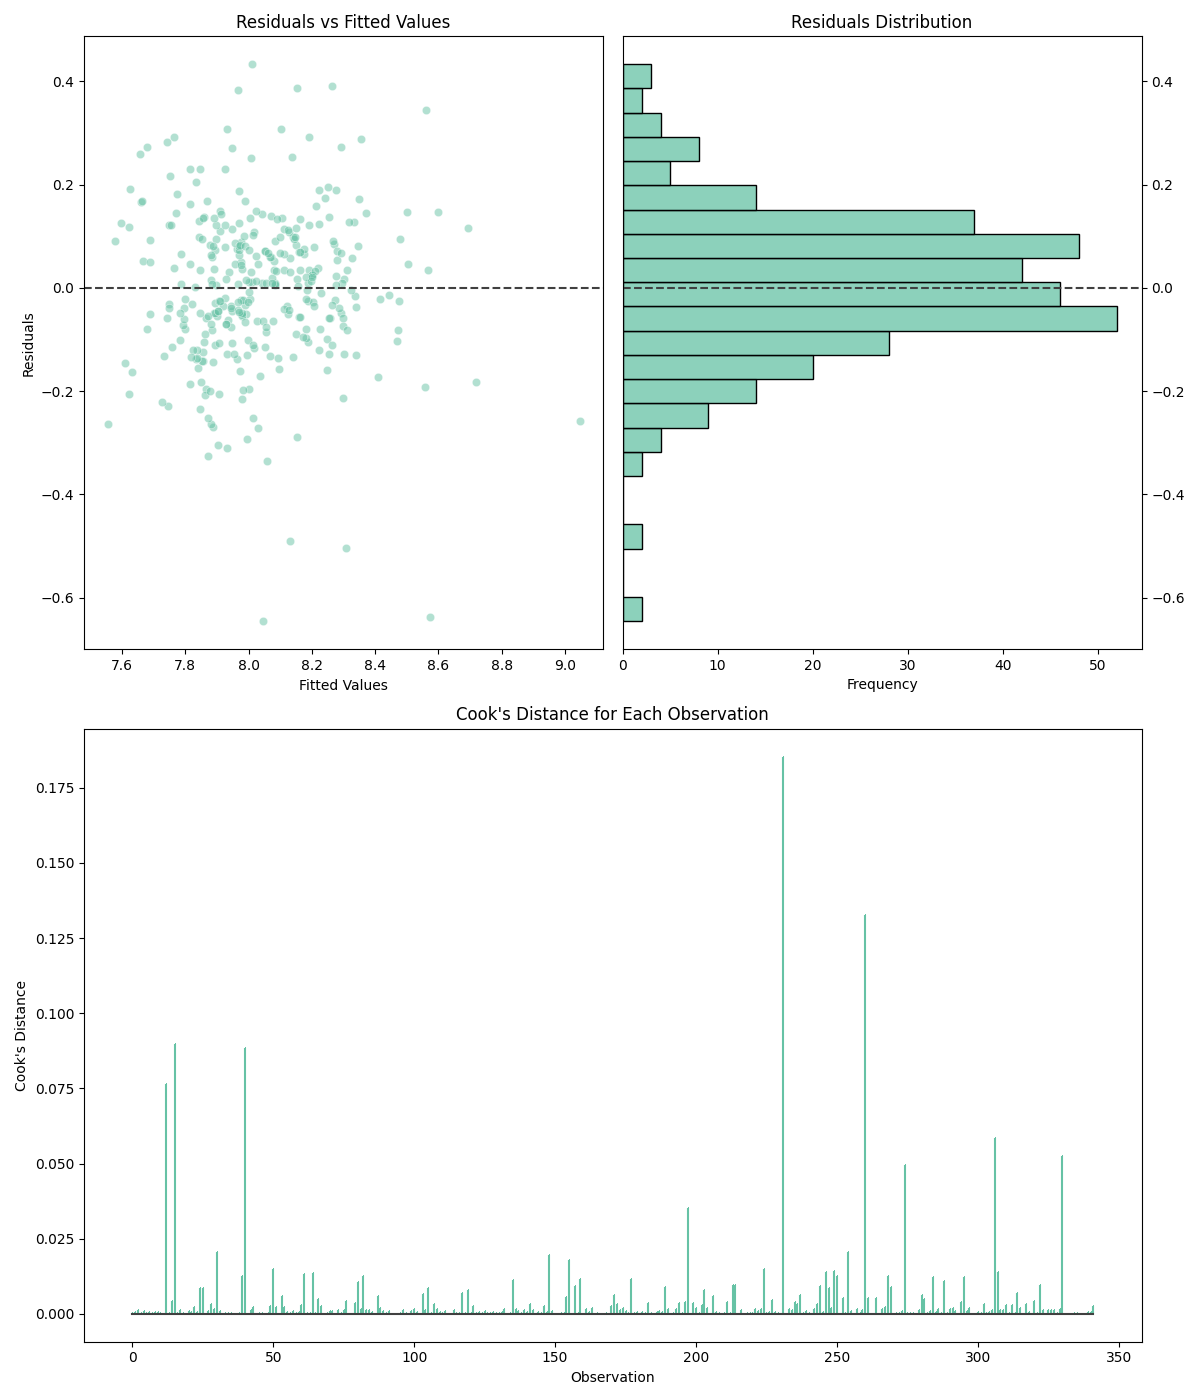 Residuals vs Fitted Values
Residuals Distribution
0.4
0.2
0.0
−0.2
−0.4
−0.6
Residuals
7.6 7.8 8.0 8.2 8.4 8.6 8.8 9.0
Fitted Values
0.4
0.2
0.0
−0.2
−0.4
−0.6
0 10 20 30 40 50
Frequency
Cook's Distance for Each Observation
0.175
0.150
0.125
0.100
0.075
0.050
0.025
0.000
Cook's Distance
0 50 100 150 200 250 300 350
Observation